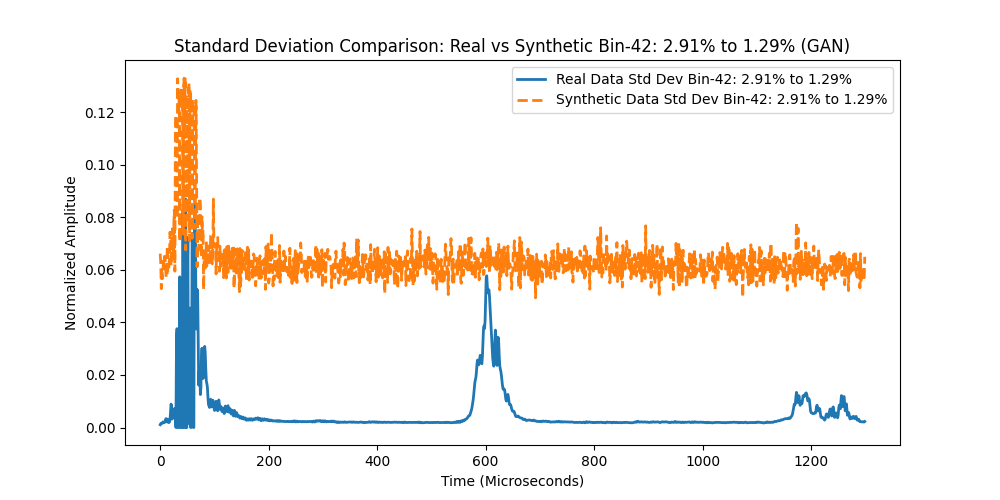 Standard Deviation Comparison: Real vs Synthetic Bin-42: 2.91% to 1.29% (GAN)
Real Data Std Dev Bin-42: 2.91% to 1.29%
Synthetic Data Std Dev Bin-42: 2.91% to 1.29%
Normalized Amplitude
0.12
0.10
0.08
0.06
0.04
0.02
0.00
0 200 400 600 800 1000 1200
Time (Microseconds)